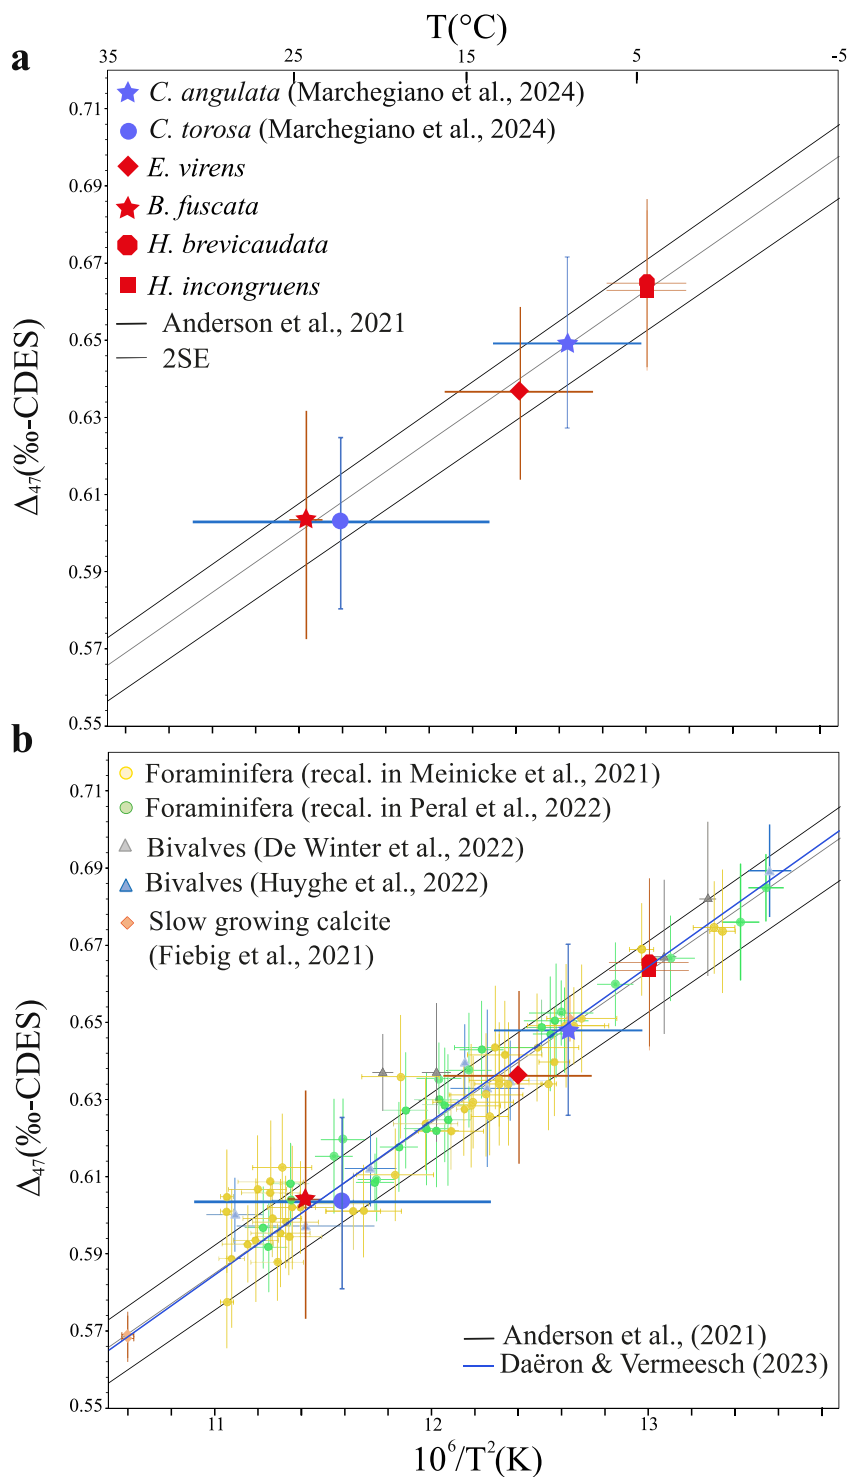 T(°C)
a
35 25 15 5 -5
C. angulata (Marchegiano et al., 2024)
C. torosa (Marchegiano et al., 2024)
E. virens
B. fuscata
H. brevicaudata
H. incongruens
Anderson et al., 2021
2SE
0.71
0.69
0.67
0.65
0.63
0.61
0.59
0.57
0.55
Δ47(‰-CDES)
b
Foraminifera (recal. in Meinicke et al., 2021)
Foraminifera (recal. in Peral et al., 2022)
Bivalves (De Winter et al., 2022)
Bivalves (Huyghe et al., 2022)
Slow growing calcite
(Fiebig et al., 2021)
0.71
0.69
0.67
0.65
0.63
0.61
0.59
0.57
0.55
Δ47(‰-CDES)
Anderson et al., (2021)
Daëron & Vermeesch (2023)
11 12 13
10⁶/T²(K)